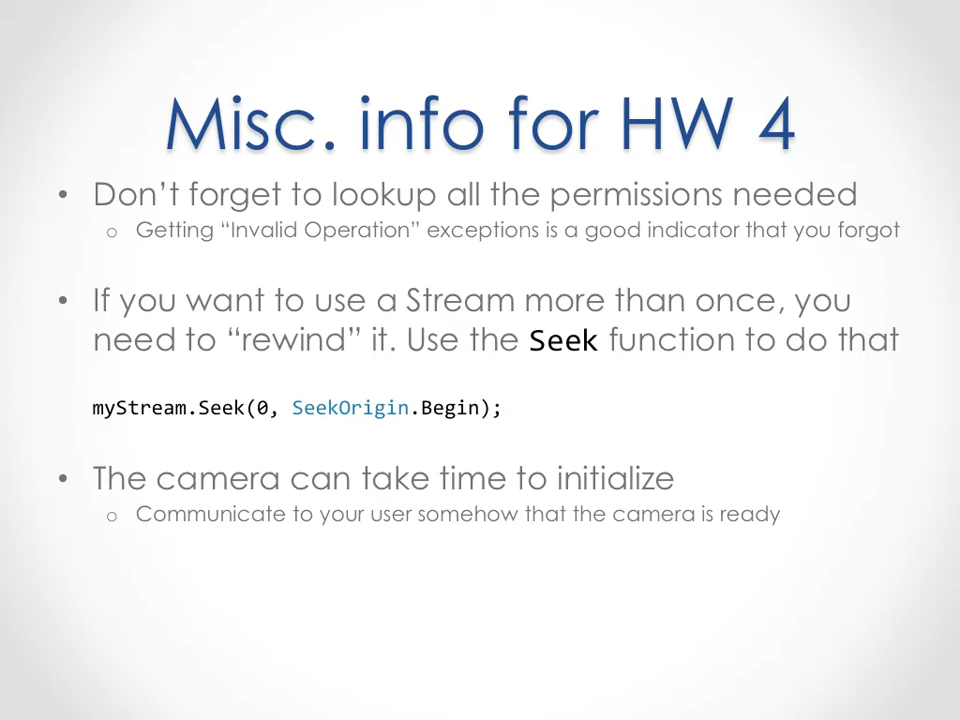 Misc. info for HW 4
• Don’t forget to lookup all the permissions needed
o Getting “Invalid Operation” exceptions is a good indicator that you forgot
• If you want to use a Stream more than once, you
need to “rewind” it. Use the Seek function to do that
myStream.Seek(0, SeekOrigin.Begin);
• The camera can take time to initialize
o Communicate to your user somehow that the camera is ready